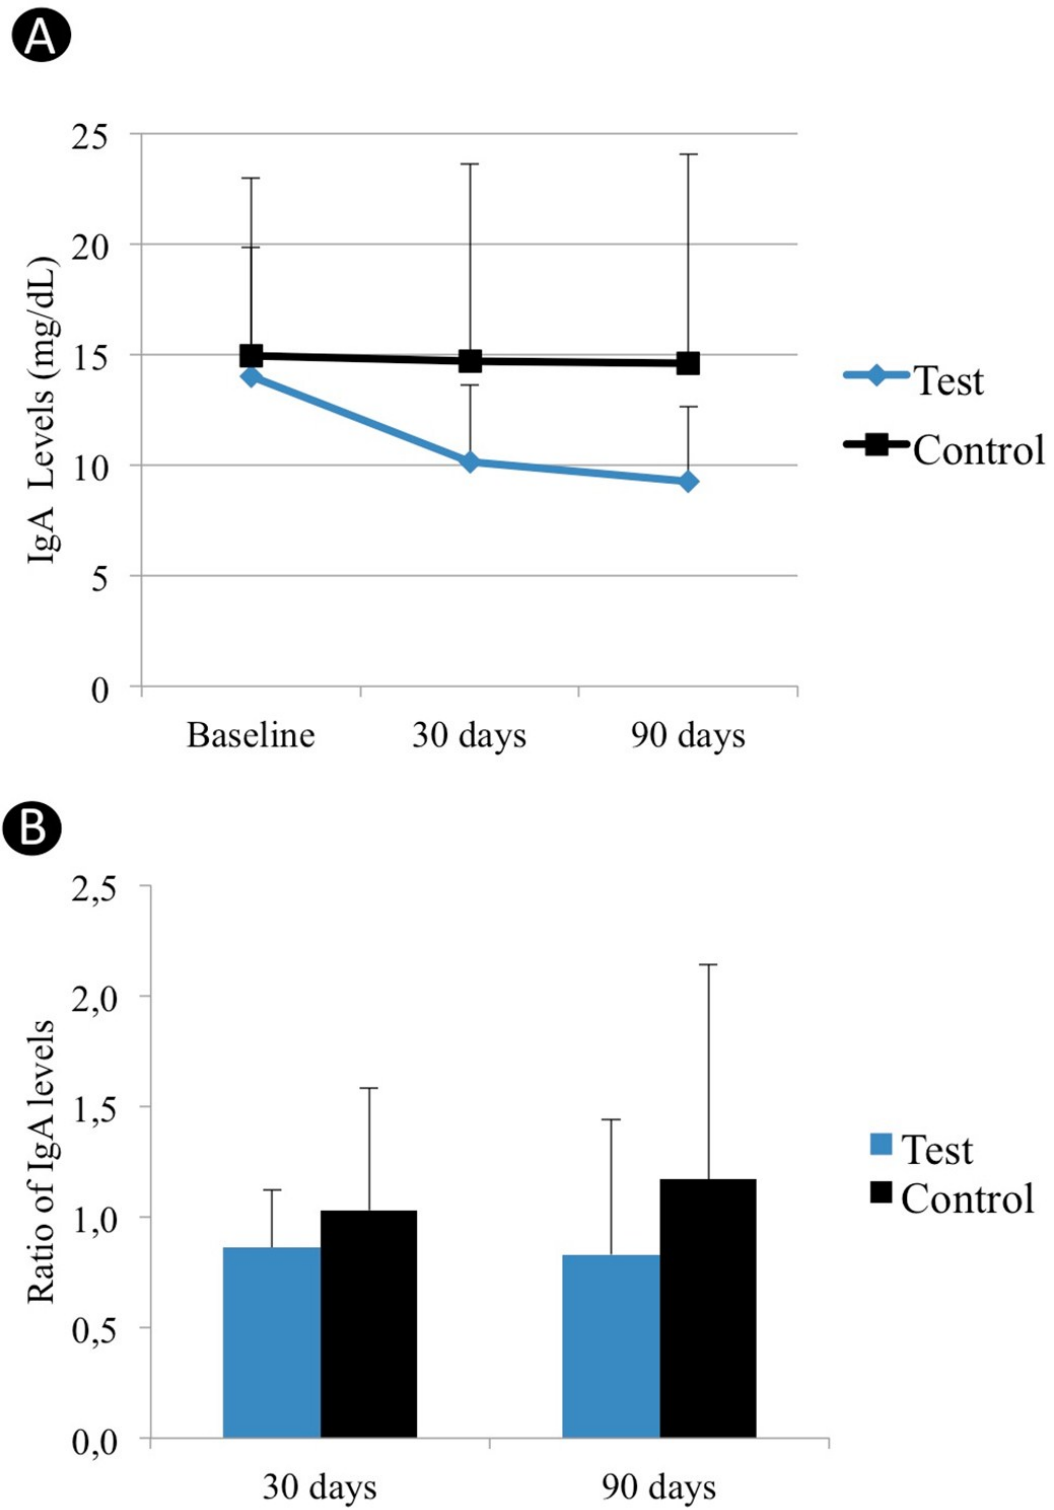 A
25
20
15
10
5
0
IgA Levels (mg/dL)
Baseline 30 days 90 days
Test
Control
B
2,5
2,0
1,5
1,0
0,5
0,0
Ratio of IgA levels
30 days 90 days
Test
Control